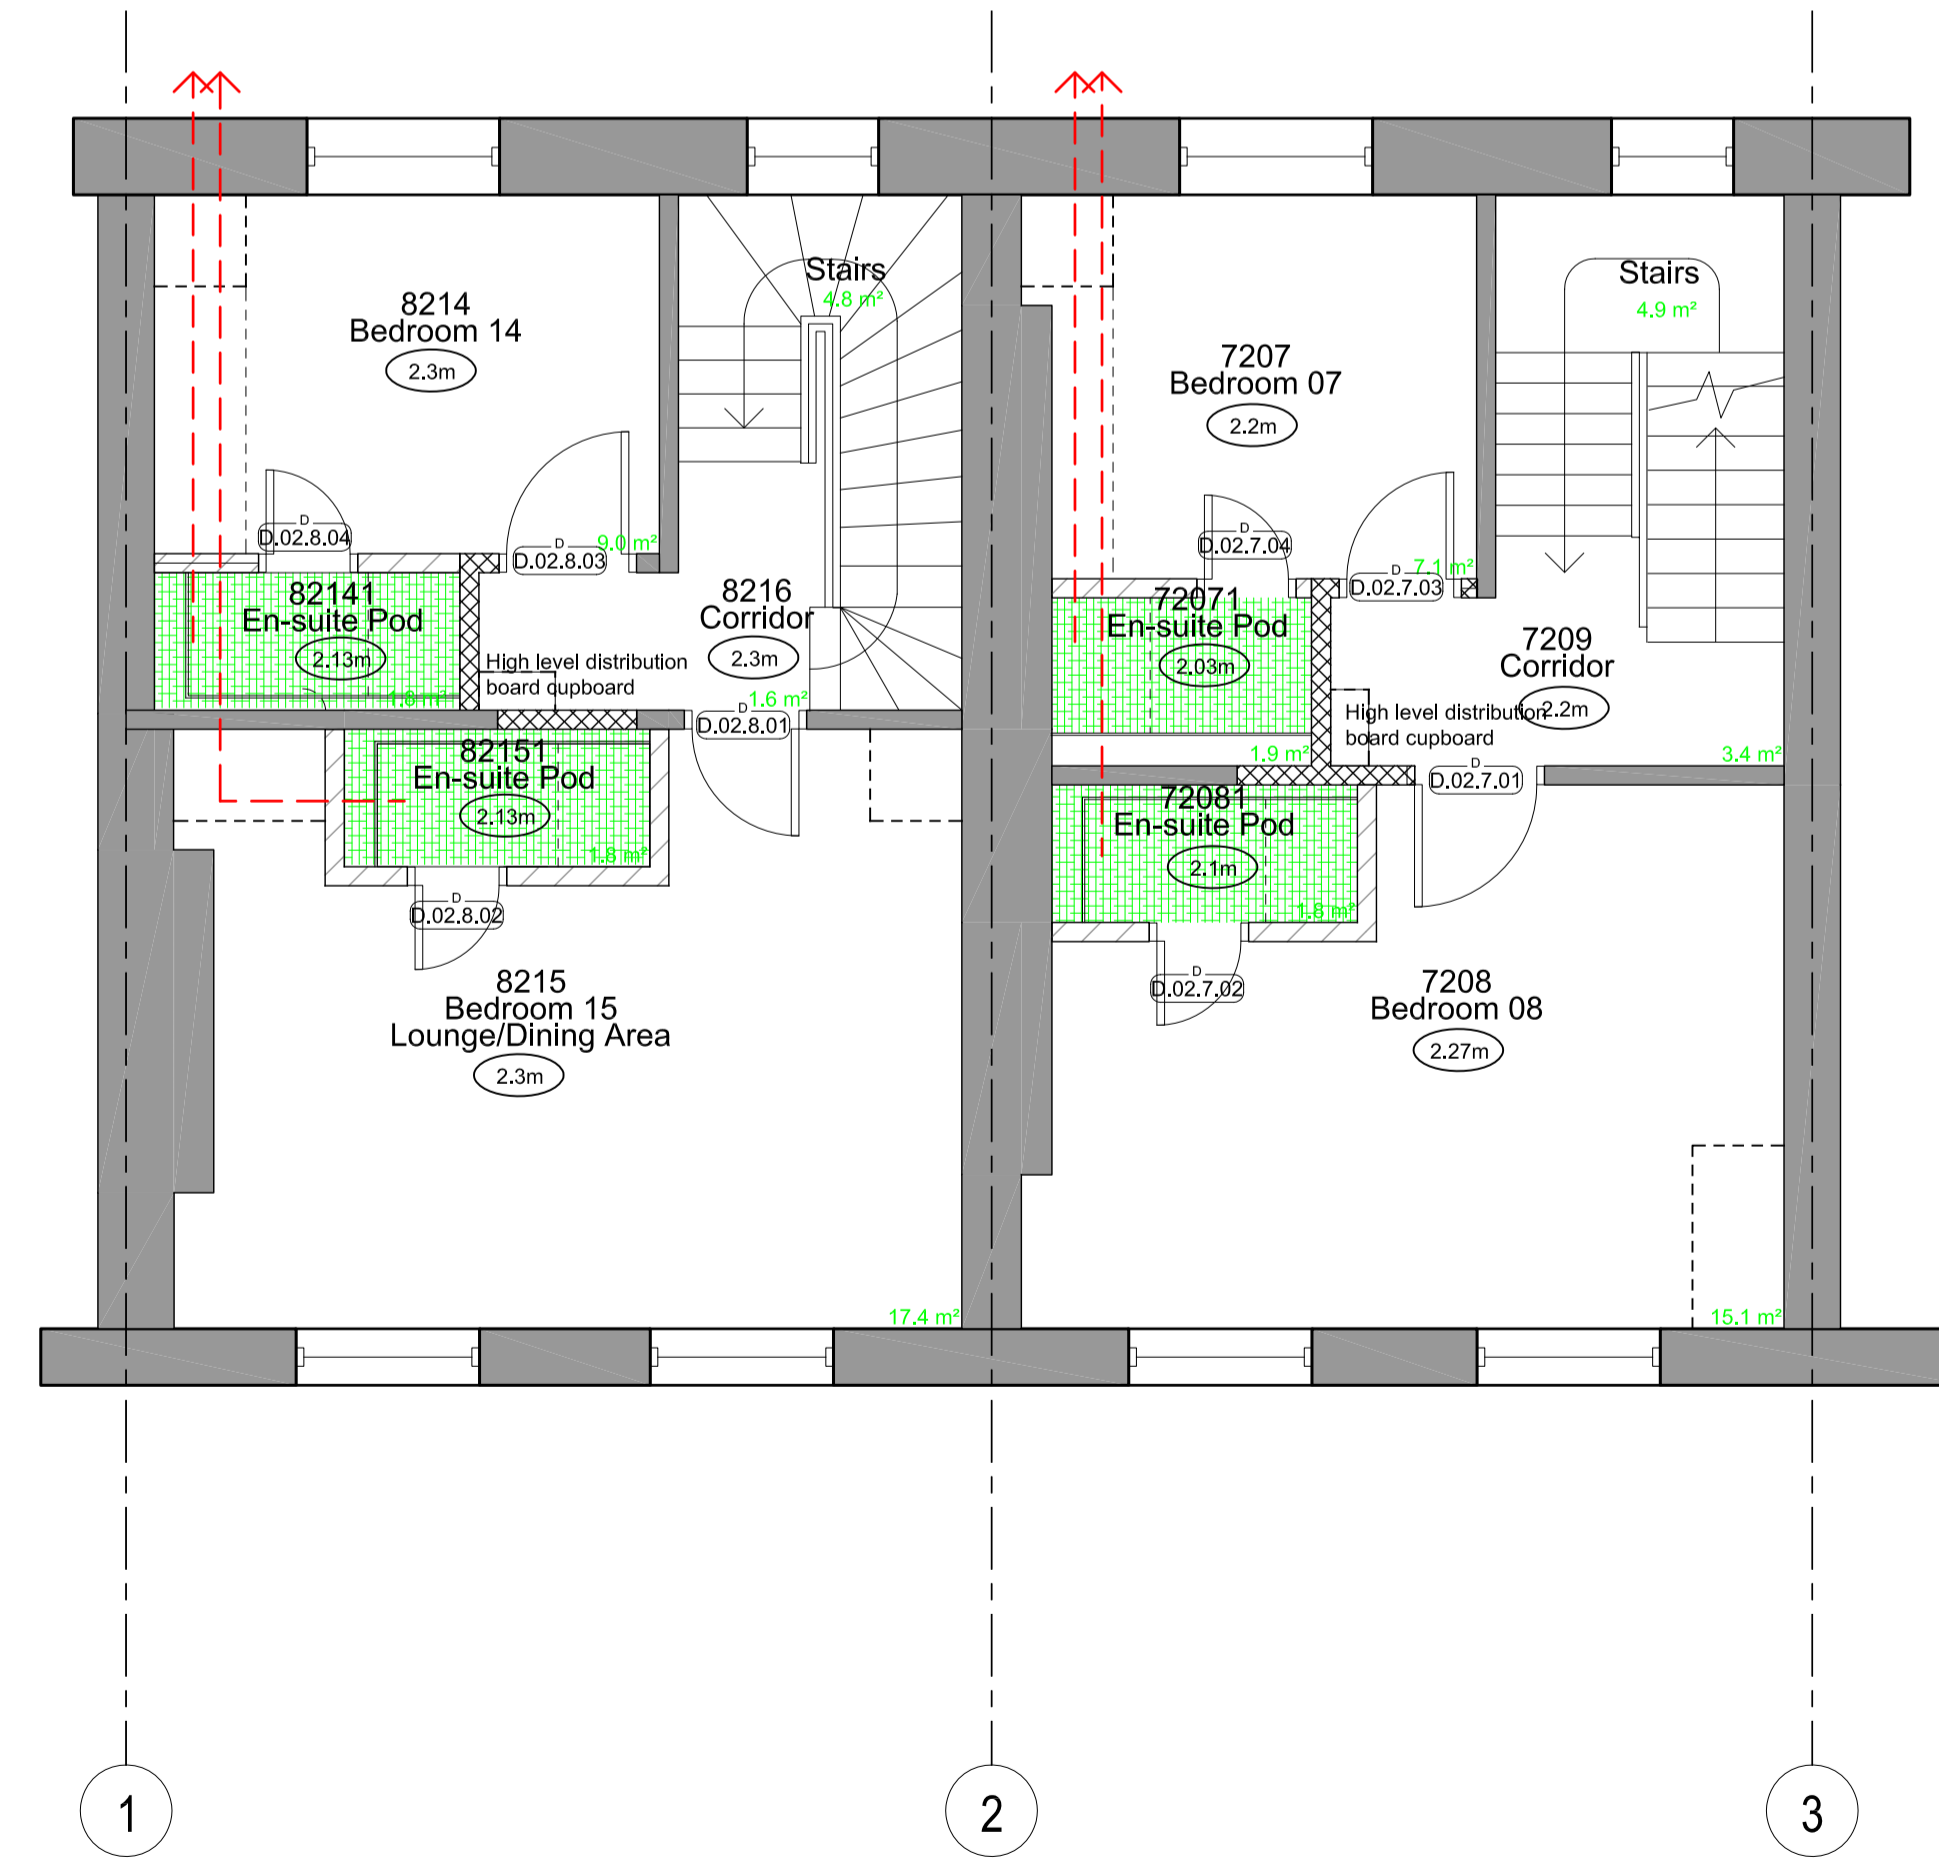 Stairs
4.8 m²
8214
Bedroom 14
2.3m
D
D.02.8.04
D
D.02.8.03
9.0 m²
82141
En-suite Pod
2.13m
1.8 m²
8216
Corridor
2.3m
1.6 m²
High level distribution
board cupboard
D
D.02.8.01
82151
En-suite Pod
2.13m
1.8 m²
D
D.02.8.02
8215
Bedroom 15
Lounge/Dining Area
2.3m
17.4 m²
Stairs
4.9 m²
7207
Bedroom 07
2.2m
D
D.02.7.04
7.1 m²
D
D.02.7.03
72071
En-suite Pod
2.03m
1.9 m²
7209
Corridor
2.2m
3.4 m²
High level distribution
board cupboard
D
D.02.7.01
72081
En-suite Pod
2.1m
1.8 m²
D
D.02.7.02
7208
Bedroom 08
2.27m
15.1 m²
1
2
3